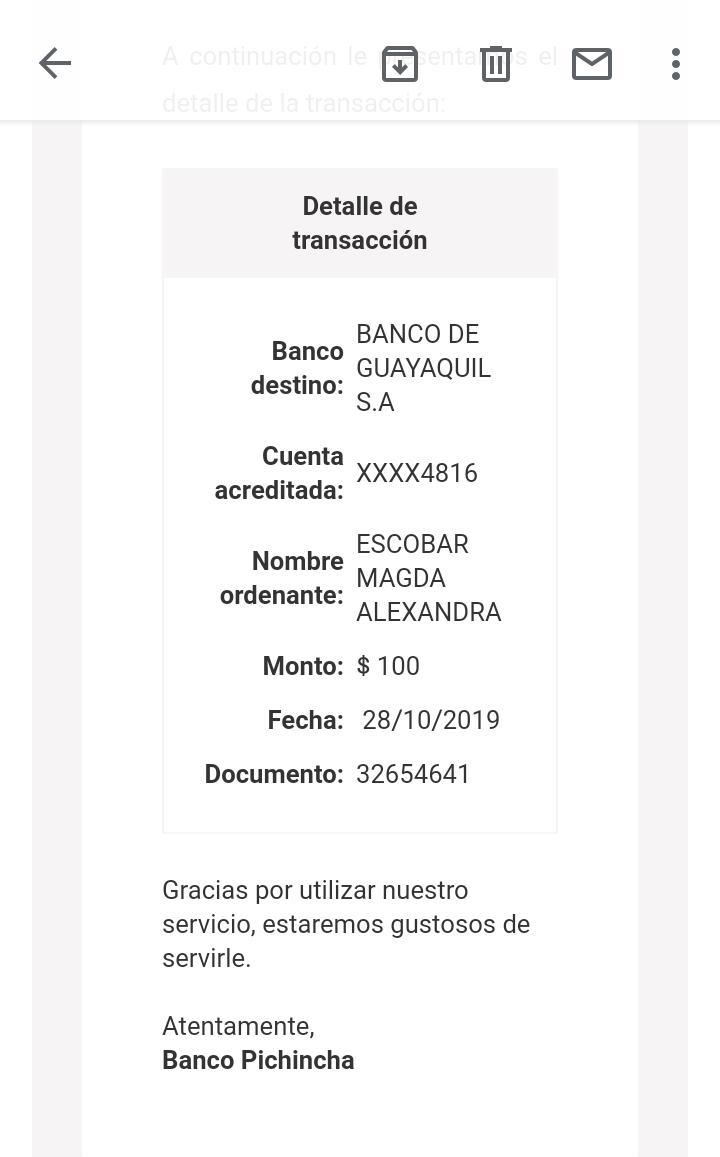 A continuación le presentamos el
detalle de la transacción:
Detalle de
transacción
Banco
destino:
BANCO DE
GUAYAQUIL
S.A
Cuenta
acreditada:
XXXX4816
Nombre
ordenante:
ESCOBAR
MAGDA
ALEXANDRA
Monto: $ 100
Fecha: 28/10/2019
Documento: 32654641
Gracias por utilizar nuestro
servicio, estaremos gustosos de
servirle.
Atentamente,
Banco Pichincha